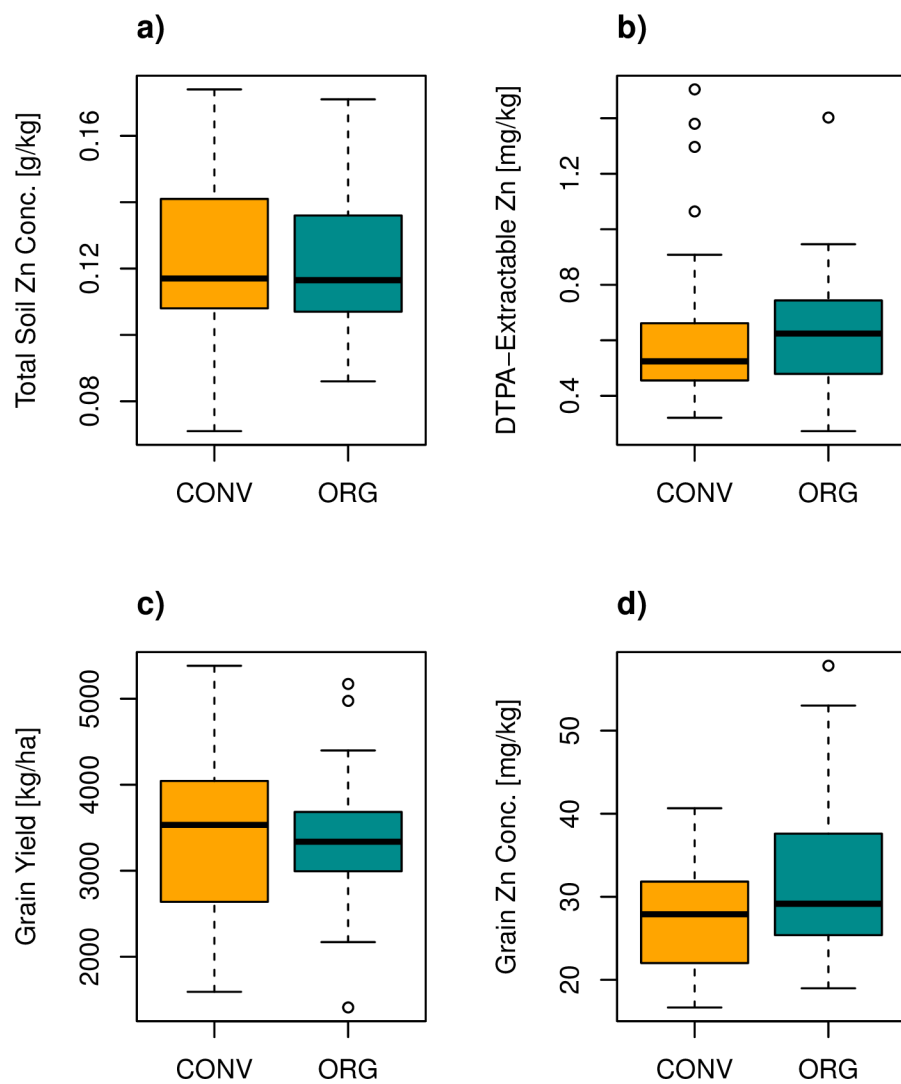 a)
Total Soil Zn Conc. [g/kg]
0.16
0.12
0.08
CONV
ORG
b)
DTPA−Extractable Zn [mg/kg]
1.2
0.8
0.4
CONV
ORG
c)
Grain Yield [kg/ha]
5000
4000
3000
2000
CONV
ORG
d)
Grain Zn Conc. [mg/kg]
50
40
30
20
CONV
ORG